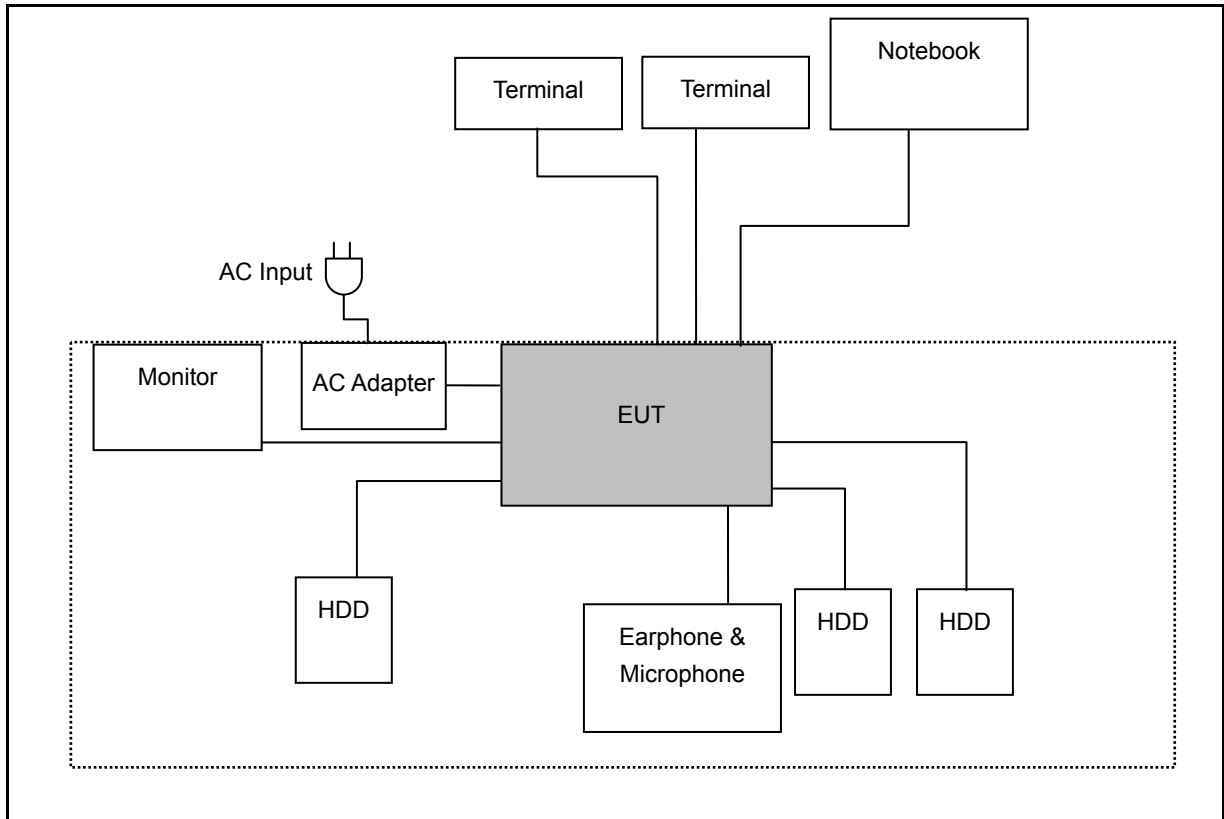 Notebook
Terminal
Terminal
AC Input
Monitor
AC Adapter
EUT
HDD
Earphone &
Microphone
HDD
HDD